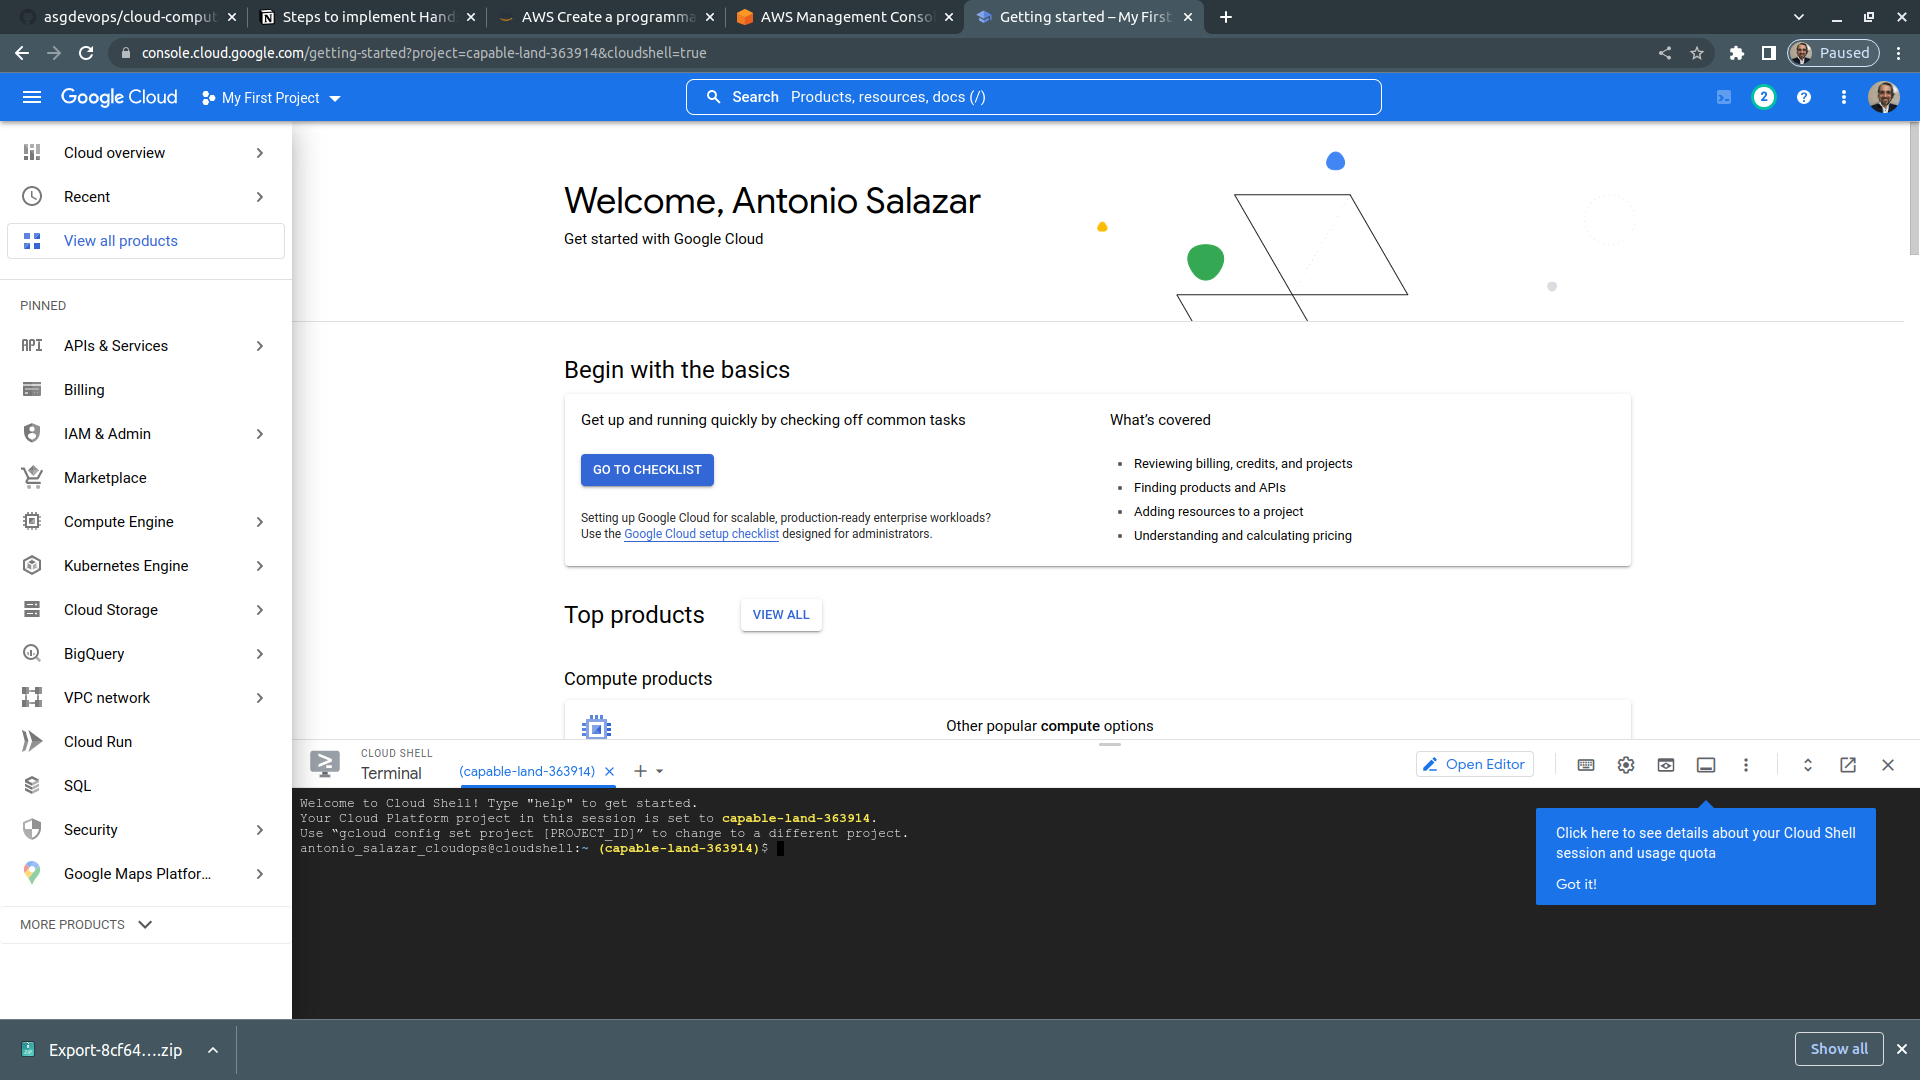 asgdevops/cloud-comput
Steps to implement Hand
AWS Create a programma
AWS Management Consol
Getting started – My First
console.cloud.google.com/getting-started?project=capable-land-363914&cloudshell=true
Paused
Google Cloud
My First Project
Search Products, resources, docs (/)
2
Cloud overview
Recent
View all products
PINNED
API APIs & Services
Billing
IAM & Admin
Marketplace
Compute Engine
Kubernetes Engine
Cloud Storage
BigQuery
VPC network
Cloud Run
SQL
Security
Google Maps Platfor...
MORE PRODUCTS
Welcome, Antonio Salazar
Get started with Google Cloud
Begin with the basics
Get up and running quickly by checking off common tasks
GO TO CHECKLIST
Setting up Google Cloud for scalable, production-ready enterprise workloads?
Use the Google Cloud setup checklist designed for administrators.
What's covered
Reviewing billing, credits, and projects
Finding products and APIs
Adding resources to a project
Understanding and calculating pricing
Top products
VIEW ALL
Compute products
Other popular compute options
CLOUD SHELL
Terminal
(capable-land-363914)
Open Editor
Welcome to Cloud Shell! Type "help" to get started.
Your Cloud Platform project in this session is set to capable-land-363914.
Use “gcloud config set project [PROJECT_ID]” to change to a different project.
antonio_salazar_cloudops@cloudshell:~ (capable-land-363914)$
Click here to see details about your Cloud Shell
session and usage quota
Got it!
Export-8cf64....zip
Show all